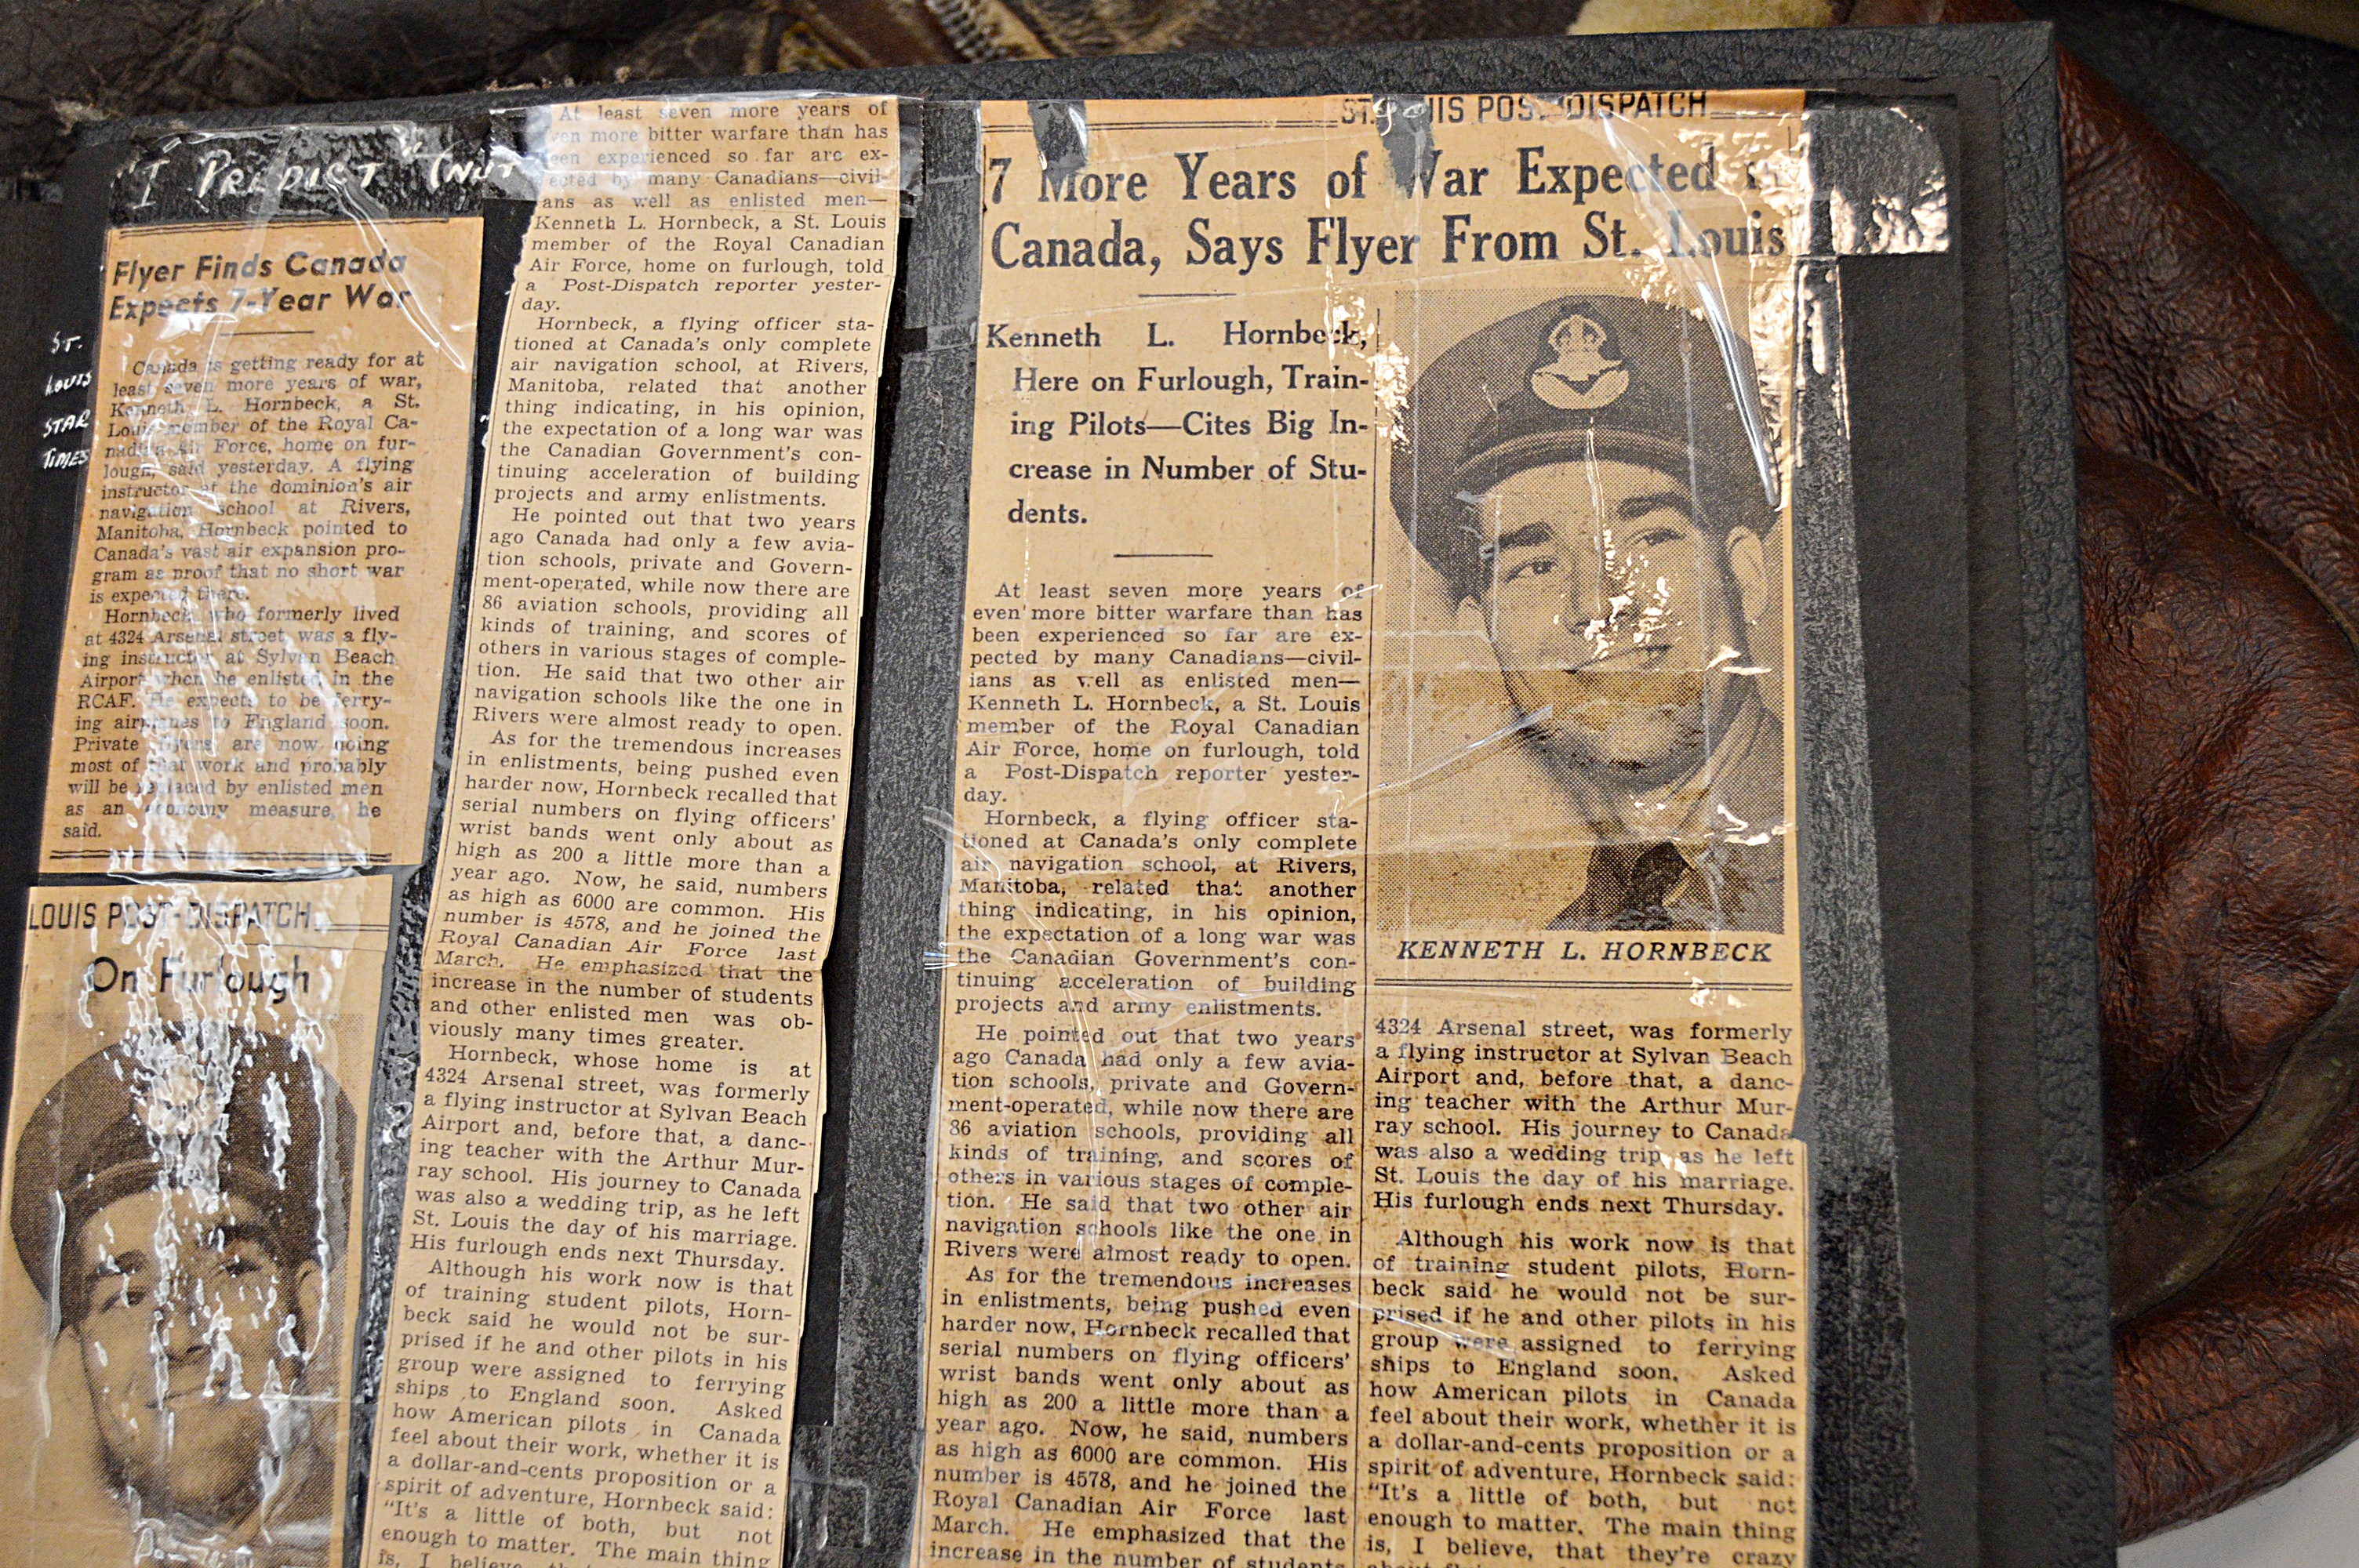 "I PREDICT" (NUT
ST.
LOUIS
STAR
TIMES
Flyer Finds Canada
Expects 7-Year War
Canada is getting ready for at
least seven more years of war,
Kenneth L. Hornbeck, a St.
Louis member of the Royal Ca-
nadian Air Force, home on fur-
lough, said yesterday. A flying
instructor at the dominion's air
navigation school at Rivers,
Manitoba, Hornbeck pointed to
Canada's vast air expansion pro-
gram as proof that no short war
is expected there.
Hornbeck, who formerly lived
at 4324 Arsenal street, was a fly-
ing instructor at Sylvan Beach
Airport when he enlisted in the
RCAF. He expects to be ferry-
ing airplanes to England soon.
Private flyers are now doing
most of that work and probably
will be replaced by enlisted men
as an economy measure, he
said.
LOUIS POST-DISPATCH
On Furlough
At least seven more years of
ven more bitter warfare than has
een experienced so far are ex-
ected by many Canadians—civil-
ans as well as enlisted men—
Kenneth L. Hornbeck, a St. Louis
member of the Royal Canadian
Air Force, home on furlough, told
a Post-Dispatch reporter yester-
day.
Hornbeck, a flying officer sta-
tioned at Canada's only complete
air navigation school, at Rivers,
Manitoba, related that another
thing indicating, in his opinion,
the expectation of a long war was
the Canadian Government's con-
tinuing acceleration of building
projects and army enlistments.
He pointed out that two years
ago Canada had only a few avia-
tion schools, private and Govern-
ment-operated, while now there are
86 aviation schools, providing all
kinds of training, and scores of
others in various stages of comple-
tion. He said that two other air
navigation schools like the one in
Rivers were almost ready to open.
As for the tremendous increases
in enlistments, being pushed even
harder now, Hornbeck recalled that
serial numbers on flying officers'
wrist bands went only about as
high as 200 a little more than a
year ago. Now, he said, numbers
as high as 6000 are common. His
number is 4578, and he joined the
Royal Canadian Air Force last
March. He emphasized that the
increase in the number of students
and other enlisted men was ob-
viously many times greater.
Hornbeck, whose home is at
4324 Arsenal street, was formerly
a flying instructor at Sylvan Beach
Airport and, before that, a danc-
ing teacher with the Arthur Mur-
ray school. His journey to Canada
was also a wedding trip, as he left
St. Louis the day of his marriage.
His furlough ends next Thursday.
Although his work now is that
of training student pilots, Horn-
beck said he would not be sur-
prised if he and other pilots in his
group were assigned to ferrying
ships to England soon. Asked
how American pilots in Canada
feel about their work, whether it is
a dollar-and-cents proposition or a
spirit of adventure, Hornbeck said:
"It's a little of both, but not
enough to matter. The main thing
is, I believe,
ST. LOUIS POST-DISPATCH
7 More Years of War Expected
Canada, Says Flyer From St. Louis
Kenneth L. Hornbeck,
Here on Furlough, Train-
ing Pilots—Cites Big In-
crease in Number of Stu-
dents.
At least seven more years of
even more bitter warfare than has
been experienced so far are ex-
pected by many Canadians—civil-
ians as well as enlisted men—
Kenneth L. Hornbeck, a St. Louis
member of the Royal Canadian
Air Force, home on furlough, told
a Post-Dispatch reporter yester-
day.
Hornbeck, a flying officer sta-
tioned at Canada's only complete
air navigation school, at Rivers,
Manitoba, related that another
thing indicating, in his opinion,
the expectation of a long war was
the Canadian Government's con-
tinuing acceleration of building
projects and army enlistments.
He pointed out that two years
ago Canada had only a few avia-
tion schools, private and Govern-
ment-operated, while now there are
86 aviation schools, providing all
kinds of training, and scores of
others in various stages of comple-
tion. He said that two other air
navigation schools like the one in
Rivers were almost ready to open.
As for the tremendous increases
in enlistments, being pushed even
harder now, Hornbeck recalled that
serial numbers on flying officers'
wrist bands went only about as
high as 200 a little more than a
year ago. Now, he said, numbers
as high as 6000 are common. His
number is 4578, and he joined the
Royal Canadian Air Force last
March. He emphasized that the
increase in the number of students
KENNETH L. HORNBECK
4324 Arsenal street, was formerly
a flying instructor at Sylvan Beach
Airport and, before that, a danc-
ing teacher with the Arthur Mur-
ray school. His journey to Canada
was also a wedding trip, as he left
St. Louis the day of his marriage.
His furlough ends next Thursday.
Although his work now is that
of training student pilots, Horn-
beck said he would not be sur-
prised if he and other pilots in his
group were assigned to ferrying
ships to England soon. Asked
how American pilots in Canada
feel about their work, whether it is
a dollar-and-cents proposition or a
spirit of adventure, Hornbeck said:
"It's a little of both, but not
enough to matter. The main thing
is, I believe, that they're crazy